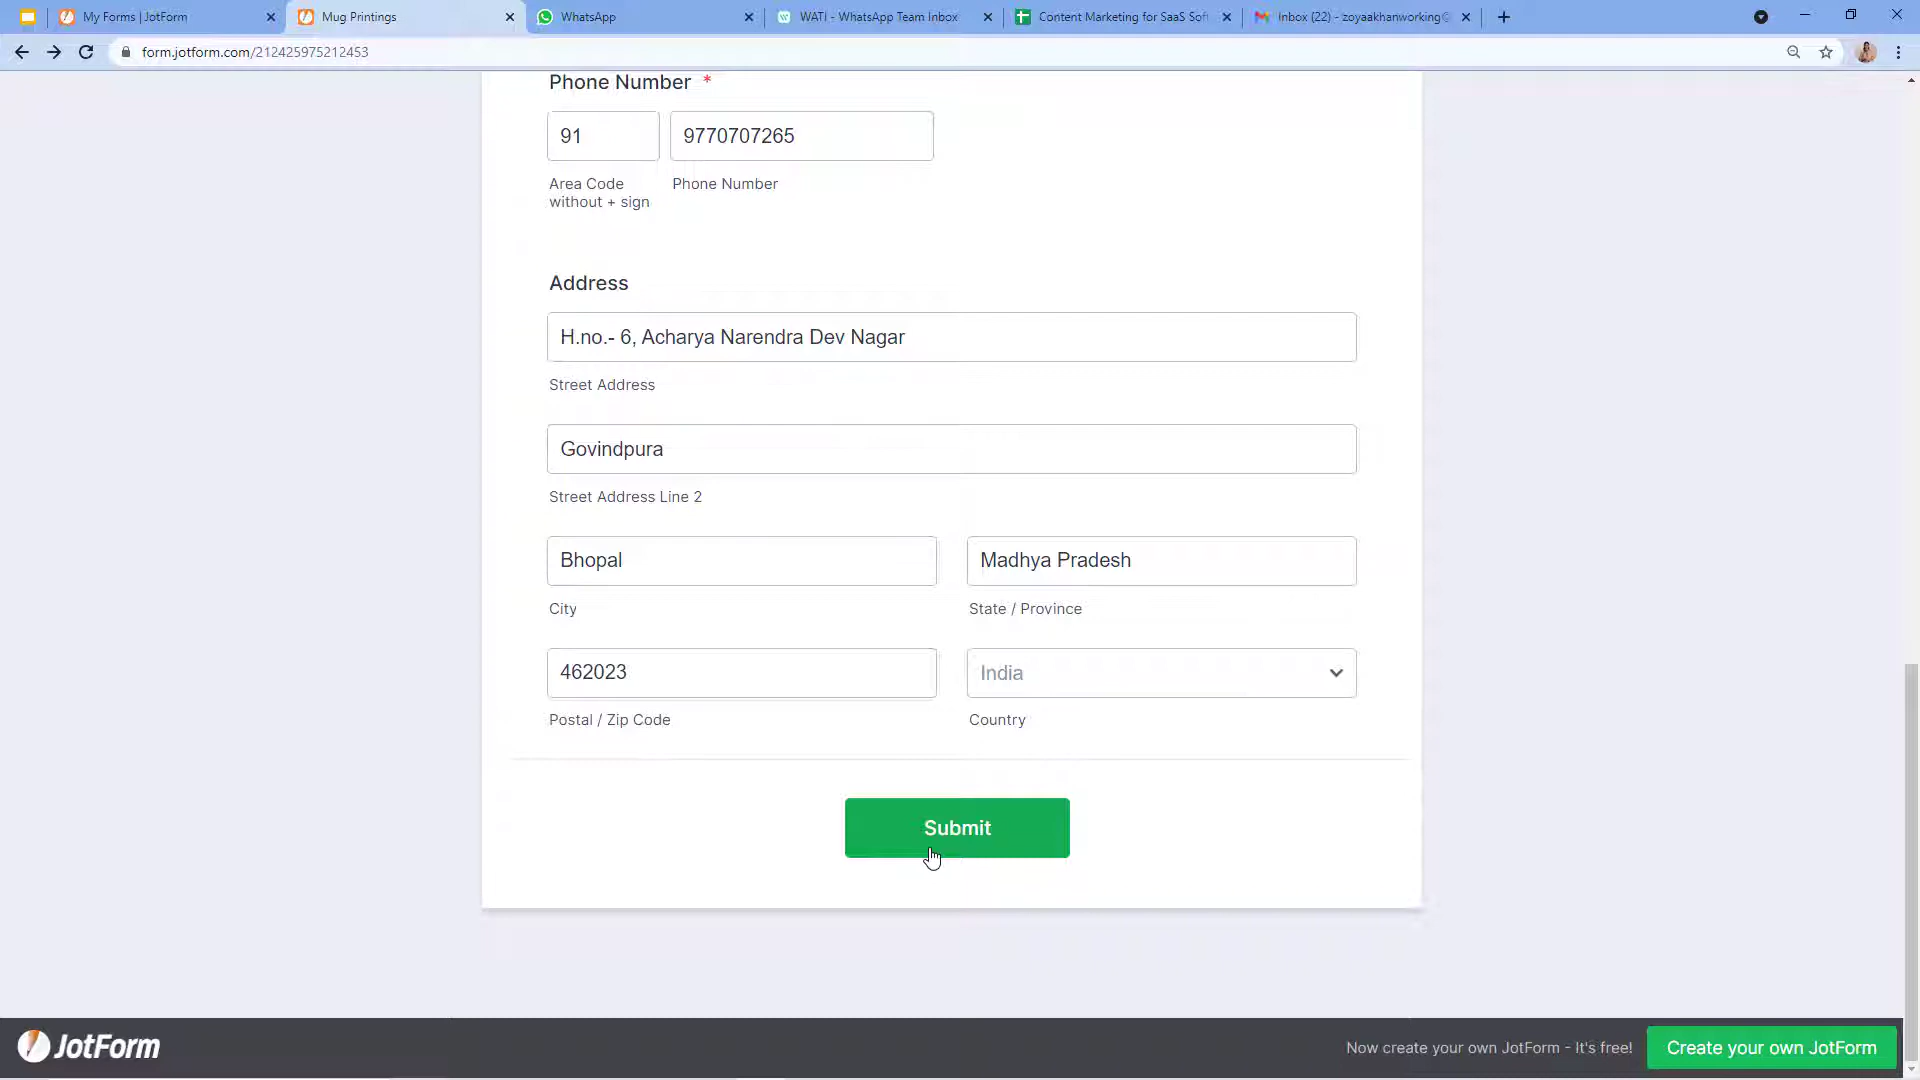 My Forms | JotForm
Mug Printings
WhatsApp
WATI - WhatsApp Team Inbox
Content Marketing for SaaS Soft
Inbox (22) - zoyaakhanworking@
form.jotform.com/212425975212453
Phone Number *
91
9770707265
Area Code without + sign
Phone Number
Address
H.no.- 6, Acharya Narendra Dev Nagar
Street Address
Govindpura
Street Address Line 2
Bhopal
Madhya Pradesh
City
State / Province
462023
India
Postal / Zip Code
Country
Submit
JotForm
Now create your own JotForm - It's free!
Create your own JotForm